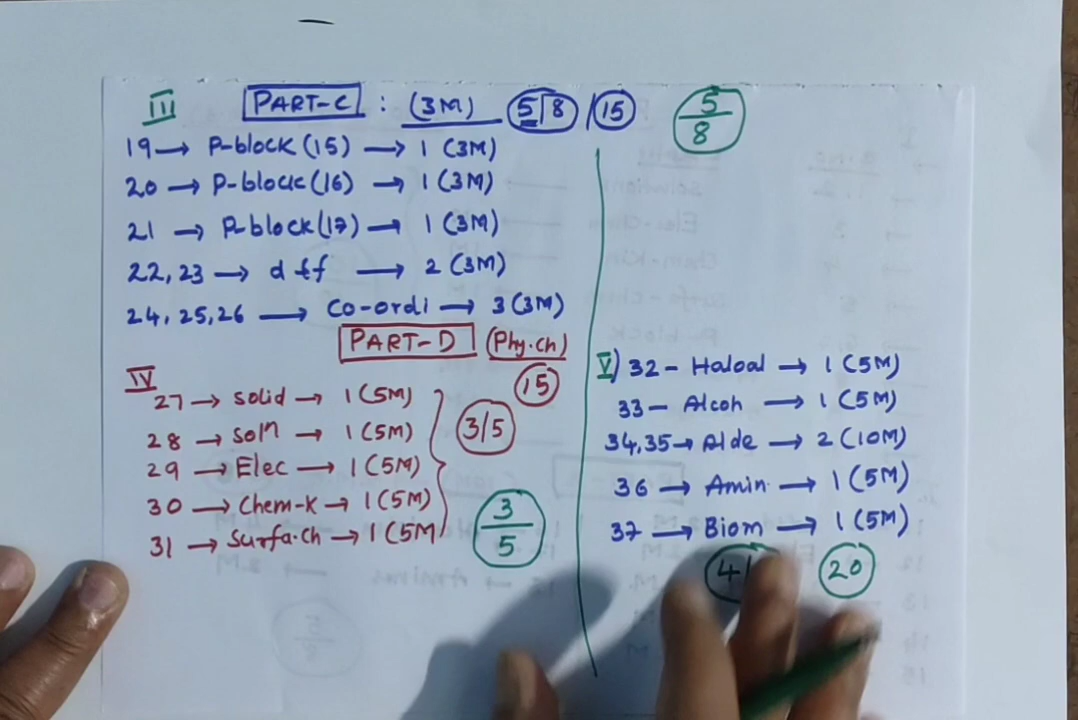 III PART-C : (3M) 5/8 /15 5/8
19 → P-block (15) → 1 (3M)
20 → P-block (16) → 1 (3M)
21 → P-block (17) → 1 (3M)
22, 23 → d & f → 2 (3M)
24, 25, 26 → Co-ordi → 3 (3M)
PART-D (Phy.ch)
IV 15
27 → Solid → 1 (5M)
28 → Soln → 1 (5M) 3/5
29 → Elec → 1 (5M)
30 → Chem-K → 1 (5M)
31 → Surfa.ch → 1 (5M
3/5
V) 32 - Haloal → 1 (5M)
33 - Alcoh → 1 (5M)
34, 35 → Alde → 2 (10M)
36 → Amin. → 1 (5M)
37 → Biom → 1 (5M)
4/ 20